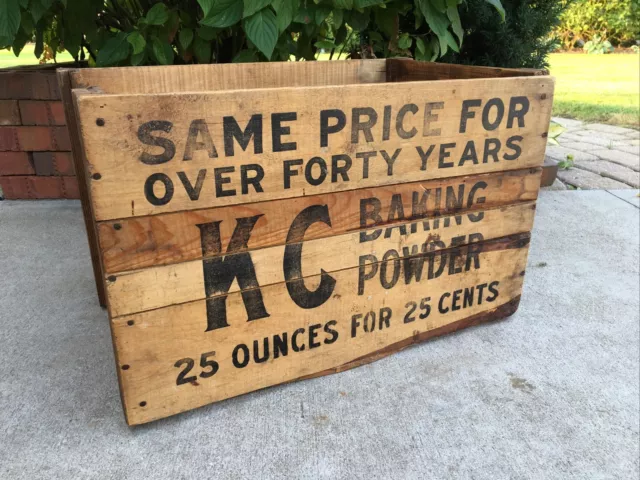 SAME PRICE FOR
OVER FORTY YEARS
KC BAKING
POWDER
25 OUNCES FOR 25 CENTS